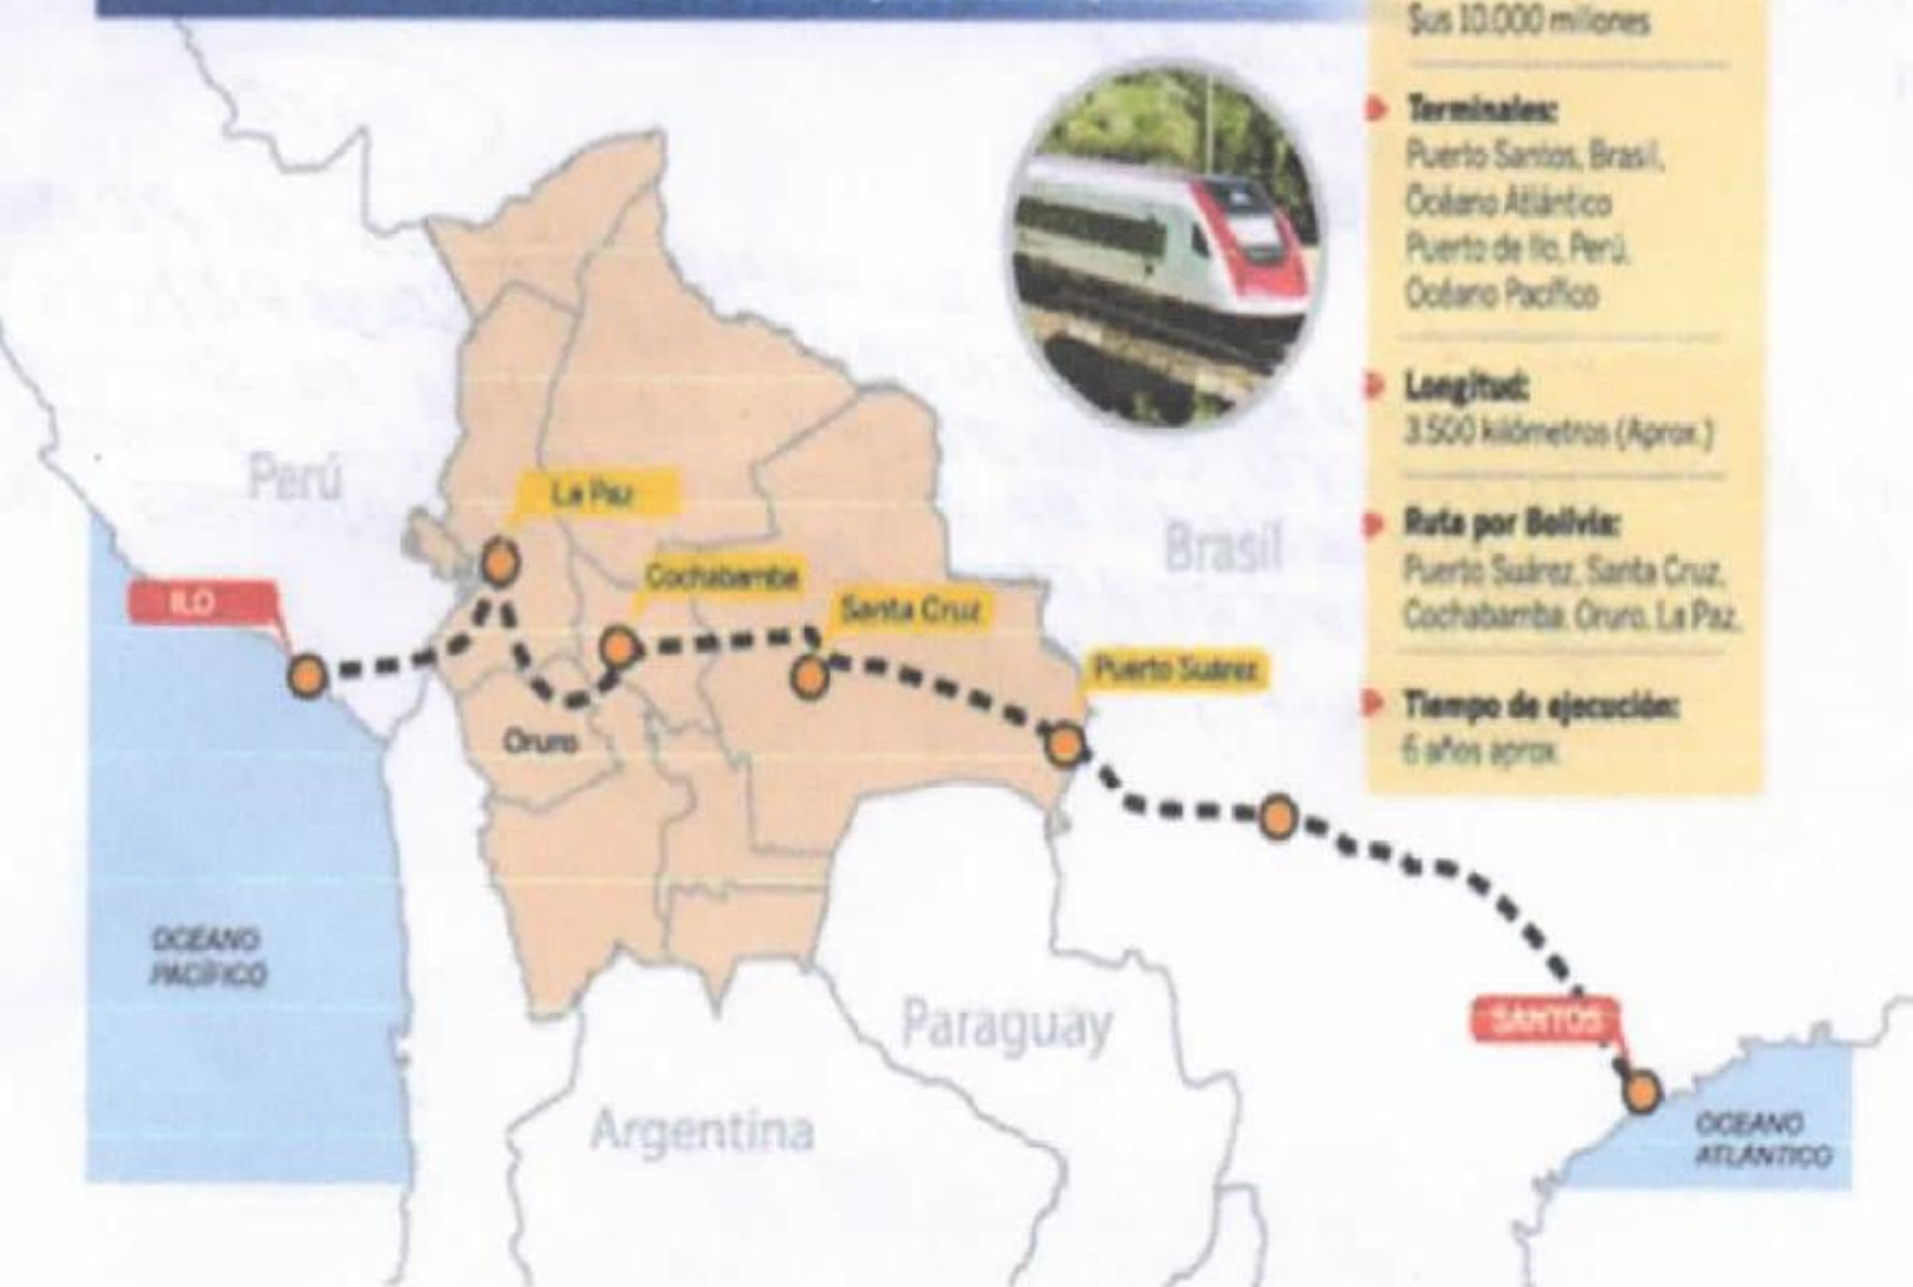 $us 10.000 millones
Terminales:
Puerto Santos, Brasil,
Océano Atlántico
Puerto de Ilo, Perú,
Océano Pacífico
Longitud:
3.500 kilómetros (Aprox.)
Ruta por Bolivia:
Puerto Suárez, Santa Cruz,
Cochabamba, Oruro, La Paz.
Tiempo de ejecución:
6 años aprox.
Perú
La Paz
Brasil
Cochabamba
ILO
Santa Cruz
Puerto Suárez
Oruro
OCEANO
PACÍFICO
Paraguay
SANTOS
Argentina
OCEANO
ATLÁNTICO